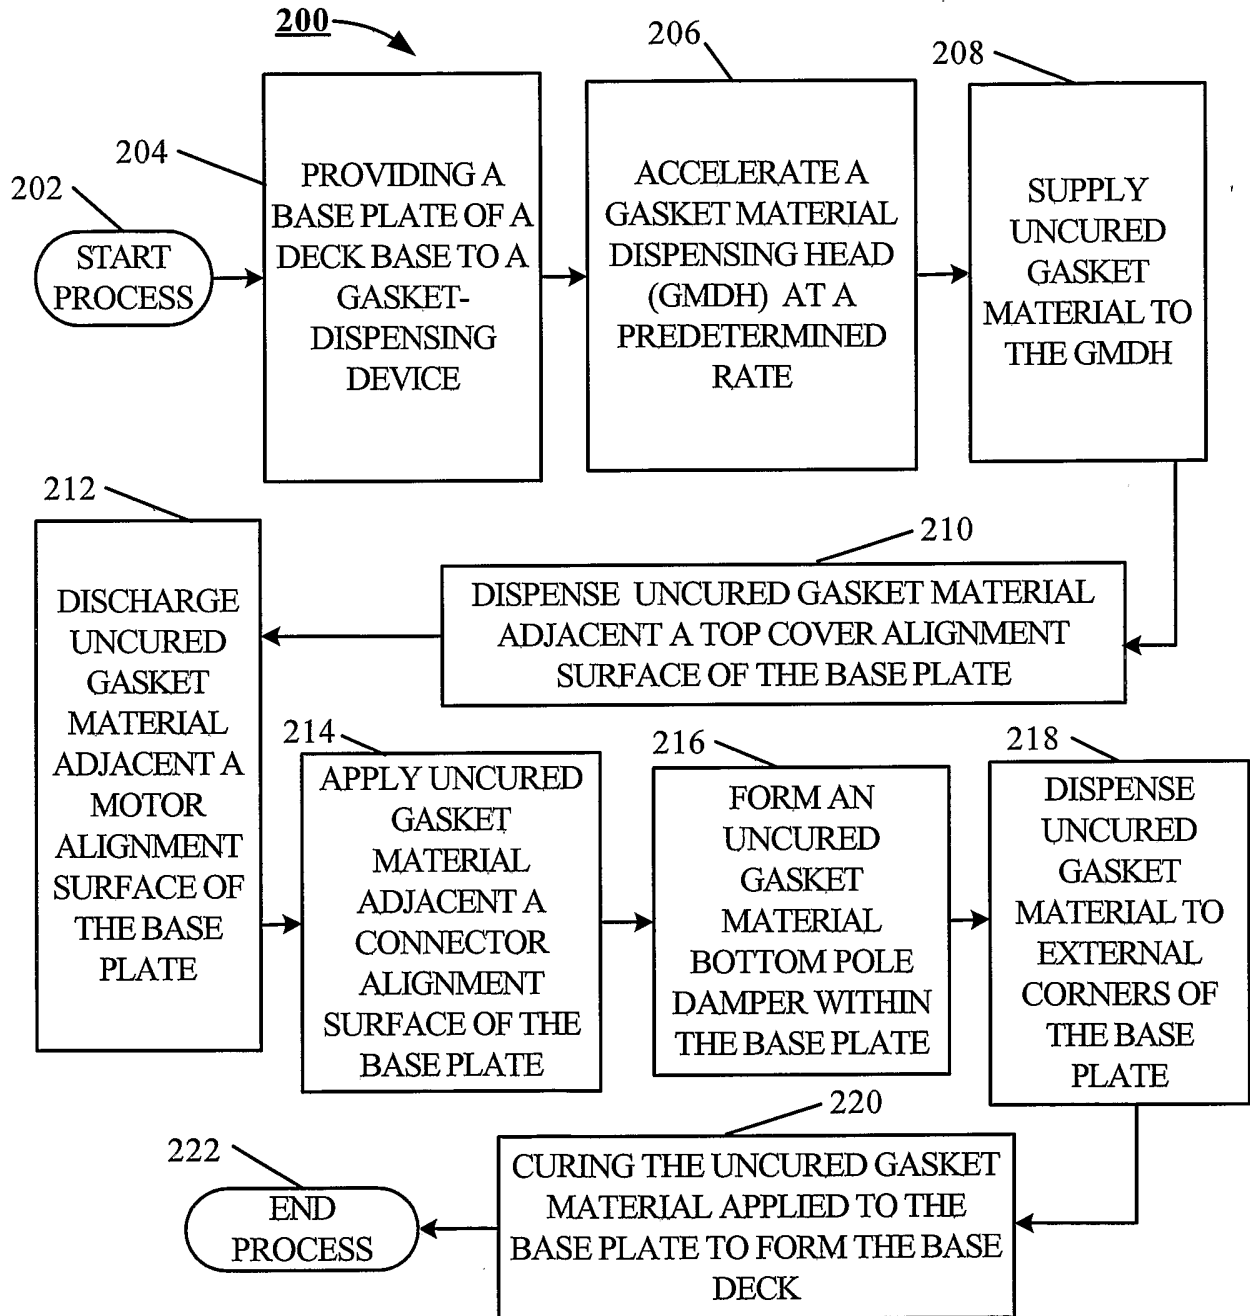 200
202
START
PROCESS
204
PROVIDING A
BASE PLATE OF A
DECK BASE TO A
GASKET-
DISPENSING
DEVICE
206
ACCELERATE A
GASKET MATERIAL
DISPENSING HEAD
(GMDH) AT A
PREDETERMINED
RATE
208
SUPPLY
UNCURED
GASKET
MATERIAL TO
THE GMDH
210
DISPENSE UNCURED GASKET MATERIAL
ADJACENT A TOP COVER ALIGNMENT
SURFACE OF THE BASE PLATE
212
DISCHARGE
UNCURED
GASKET
MATERIAL
ADJACENT A
MOTOR
ALIGNMENT
SURFACE OF
THE BASE
PLATE
214
APPLY UNCURED
GASKET
MATERIAL
ADJACENT A
CONNECTOR
ALIGNMENT
SURFACE OF THE
BASE PLATE
216
FORM AN
UNCURED
GASKET
MATERIAL
BOTTOM POLE
DAMPER WITHIN
THE BASE PLATE
218
DISPENSE
UNCURED
GASKET
MATERIAL TO
EXTERNAL
CORNERS OF
THE BASE
PLATE
220
CURING THE UNCURED GASKET
MATERIAL APPLIED TO THE
BASE PLATE TO FORM THE BASE
DECK
222
END
PROCESS